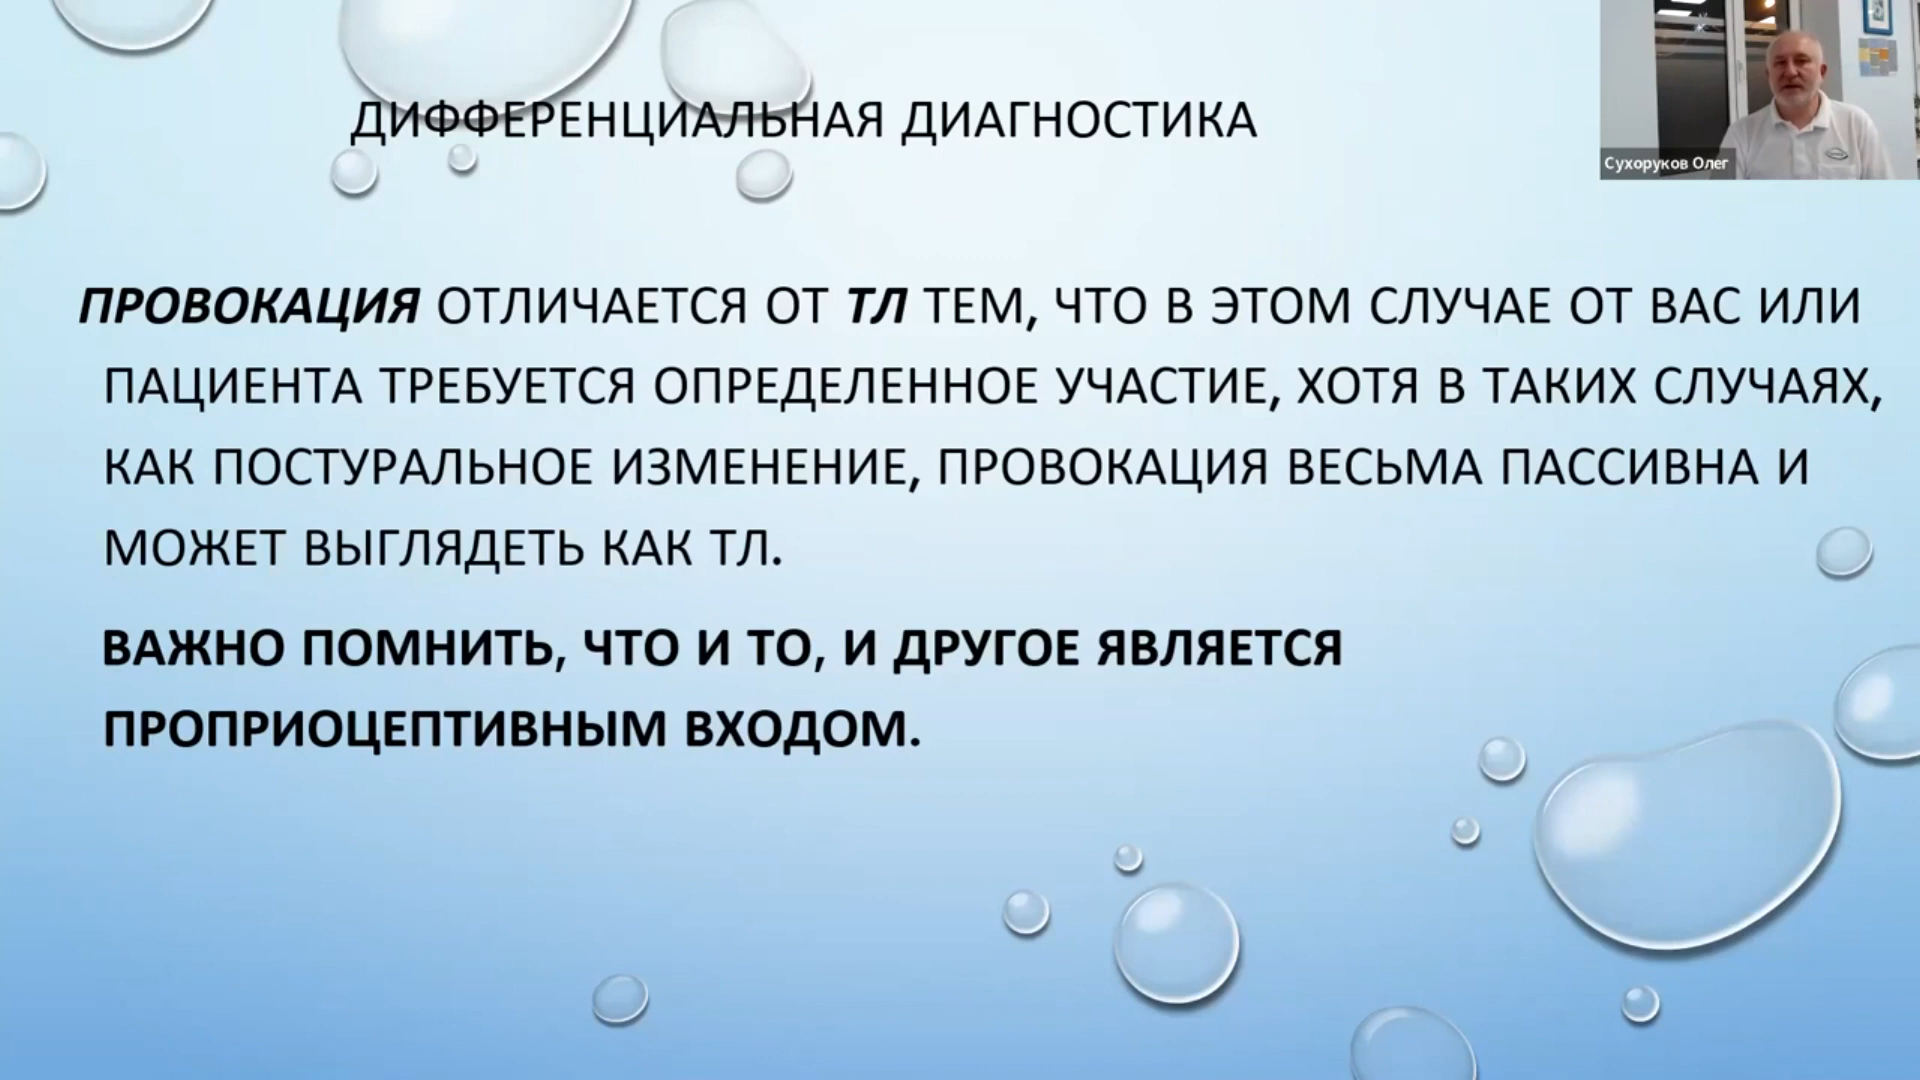 ДИФФЕРЕНЦИАЛЬНАЯ ДИАГНОСТИКА
Сухоруков Олег
ПРОВОКАЦИЯ ОТЛИЧАЕТСЯ ОТ ТЛ ТЕМ, ЧТО В ЭТОМ СЛУЧАЕ ОТ ВАС ИЛИ
ПАЦИЕНТА ТРЕБУЕТСЯ ОПРЕДЕЛЕННОЕ УЧАСТИЕ, ХОТЯ В ТАКИХ СЛУЧАЯХ,
КАК ПОСТУРАЛЬНОЕ ИЗМЕНЕНИЕ, ПРОВОКАЦИЯ ВЕСЬМА ПАССИВНА И
МОЖЕТ ВЫГЛЯДЕТЬ КАК ТЛ.
ВАЖНО ПОМНИТЬ, ЧТО И ТО, И ДРУГОЕ ЯВЛЯЕТСЯ
ПРОПРИОЦЕПТИВНЫМ ВХОДОМ.